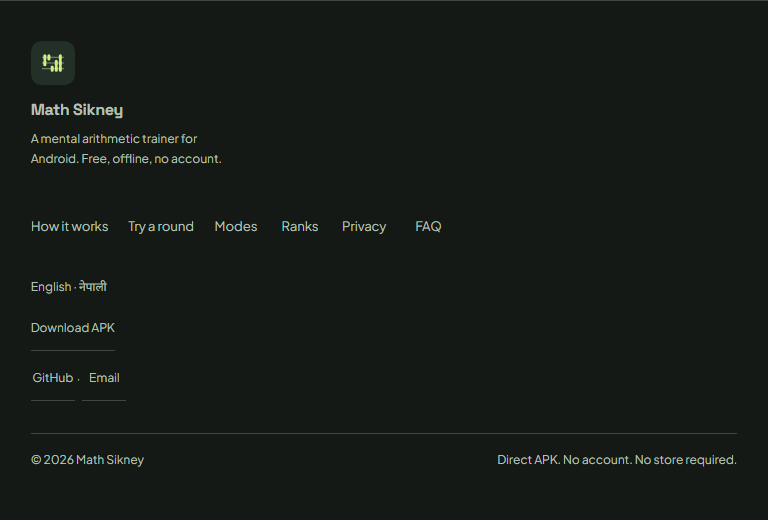 Math Sikney
A mental arithmetic trainer for
Android. Free, offline, no account.
How it works Try a round Modes Ranks Privacy FAQ
English · नेपाली
Download APK
GitHub · Email
© 2026 Math Sikney Direct APK. No account. No store required.